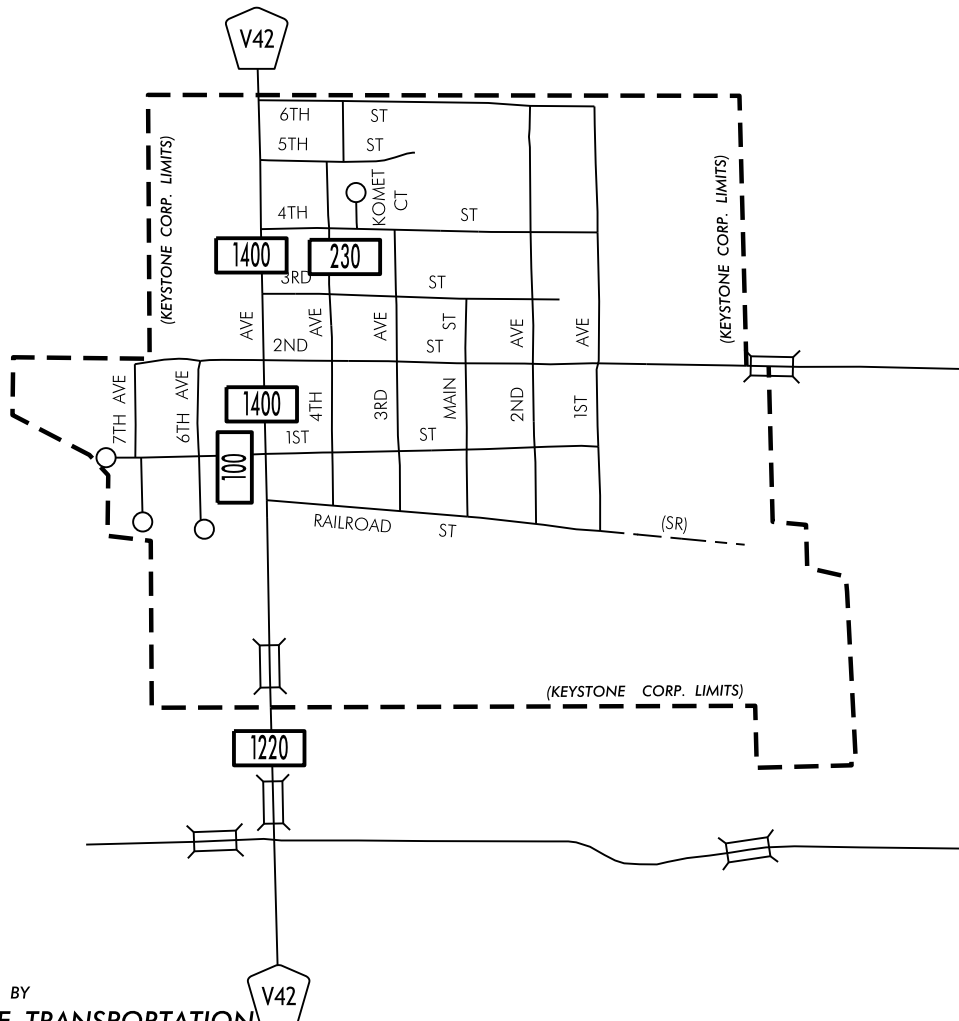 V42
6TH ST
5TH ST
(KEYSTONE CORP. LIMITS)
(KEYSTONE CORP. LIMITS)
KOMET
CT
4TH ST
1400
230
3RD ST
AVE
AVE
AVE
ST
AVE
AVE
2ND ST
7TH AVE
6TH AVE
1400
4TH
3RD
MAIN
2ND
1ST
1ST ST
100
RAILROAD ST
(SR)
(KEYSTONE CORP. LIMITS)
1220
V42
BY
E TRANSPORTATION